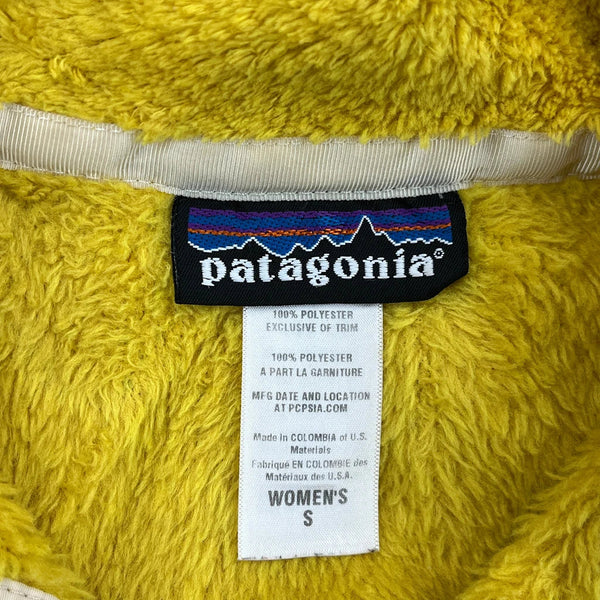 patagonia®
100% POLYESTER
EXCLUSIVE OF TRIM
100% POLYESTER
A PART LA GARNITURE
MFG DATE AND LOCATION
AT PCPSIA.COM
Made in COLOMBIA of U.S.
Materials
Fabriqué EN COLOMBIE des
Matériaux des U.S.A.
WOMEN'S
S